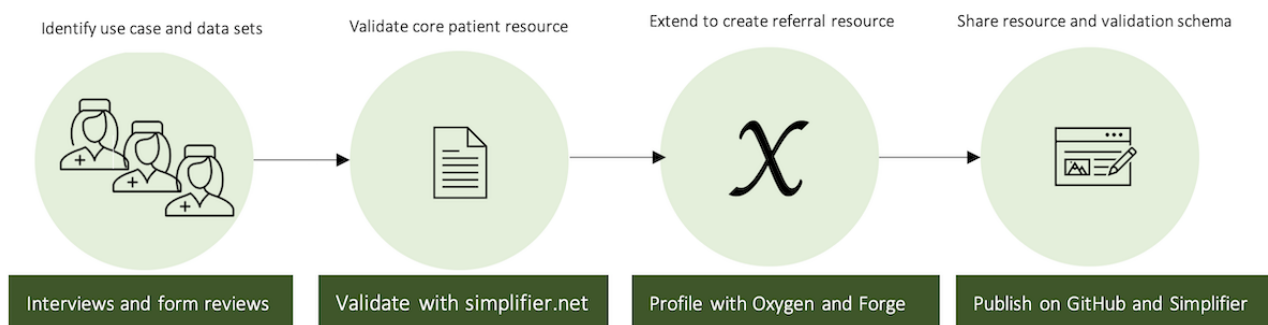 Identify use case and data sets
Validate core patient resource
Extend to create referral resource
Share resource and validation schema
X
Interviews and form reviews
Validate with simplifier.net
Profile with Oxygen and Forge
Publish on GitHub and Simplifier